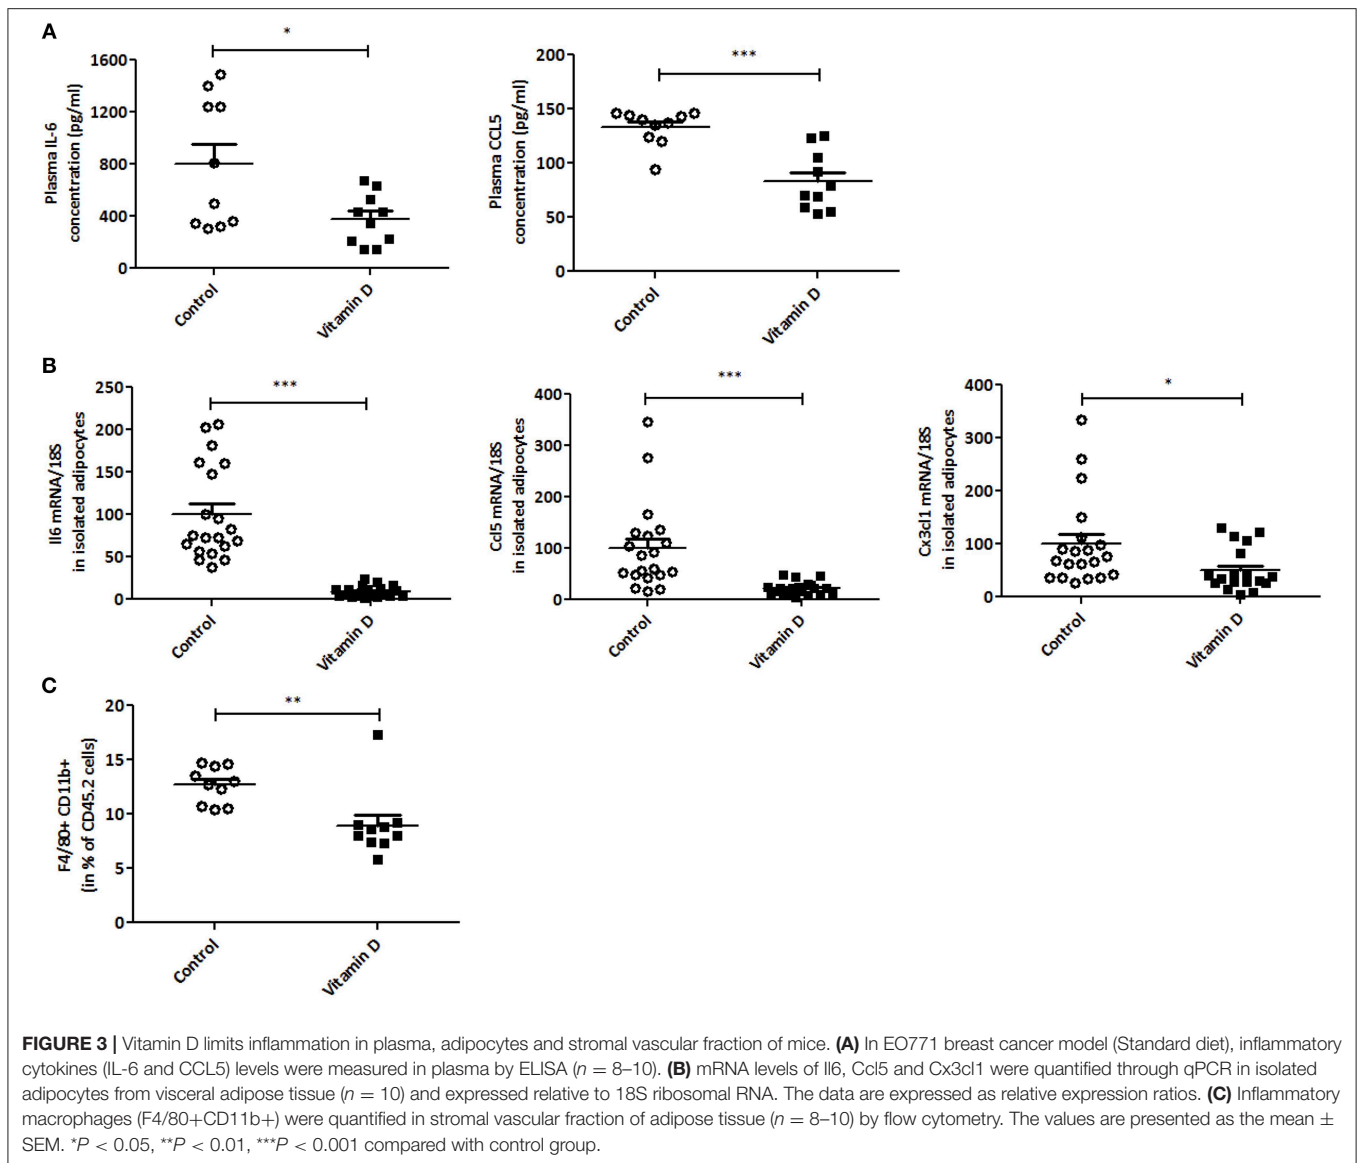 A
*
***
1600
1200
800
400
0
Plasma IL-6
concentration (pg/ml)
Control
Vitamin D
200
150
100
50
0
Plasma CCL5
concentration (pg/ml)
Control
Vitamin D
B
***
***
*
250
200
150
100
50
0
Il6 mRNA/18S
in isolated adipocytes
Control
Vitamin D
400
300
200
100
0
Ccl5 mRNA/18S
in isolated adipocytes
Control
Vitamin D
400
300
200
100
0
Cx3cl1 mRNA/18S
in isolated adipocytes
Control
Vitamin D
C
**
20
15
10
5
0
F4/80+ CD11b+
(in % of CD45.2 cells)
Control
Vitamin D
FIGURE 3 | Vitamin D limits inflammation in plasma, adipocytes and stromal vascular fraction of mice. (A) In EO771 breast cancer model (Standard diet), inflammatory
cytokines (IL-6 and CCL5) levels were measured in plasma by ELISA (n = 8–10). (B) mRNA levels of Il6, Ccl5 and Cx3cl1 were quantified through qPCR in isolated
adipocytes from visceral adipose tissue (n = 10) and expressed relative to 18S ribosomal RNA. The data are expressed as relative expression ratios. (C) Inflammatory
macrophages (F4/80+CD11b+) were quantified in stromal vascular fraction of adipose tissue (n = 8–10) by flow cytometry. The values are presented as the mean ±
SEM. *P < 0.05, **P < 0.01, ***P < 0.001 compared with control group.